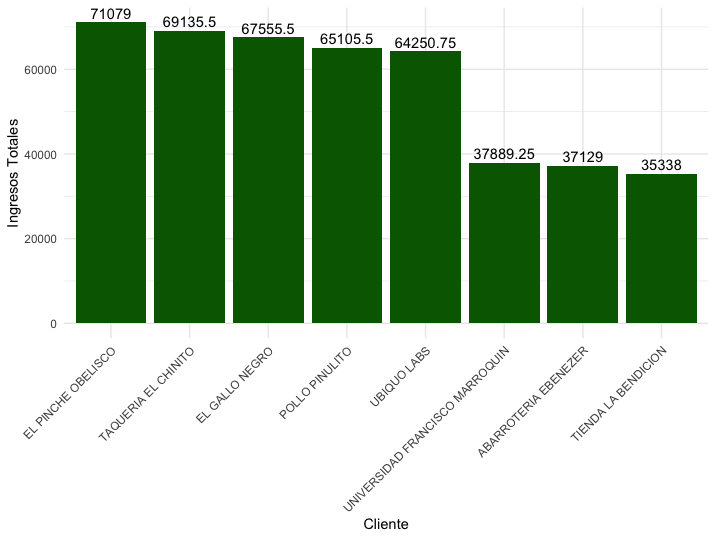 71079
69135.5
67555.5
65105.5
64250.75
37889.25
37129
35338
Ingresos Totales
60000
40000
20000
0
EL PINCHE OBELISCO
TAQUERIA EL CHINITO
EL GALLO NEGRO
POLLO PINULITO
UBIQUO LABS
UNIVERSIDAD FRANCISCO MARROQUIN
ABARROTERIA EBENEZER
TIENDA LA BENDICION
Cliente